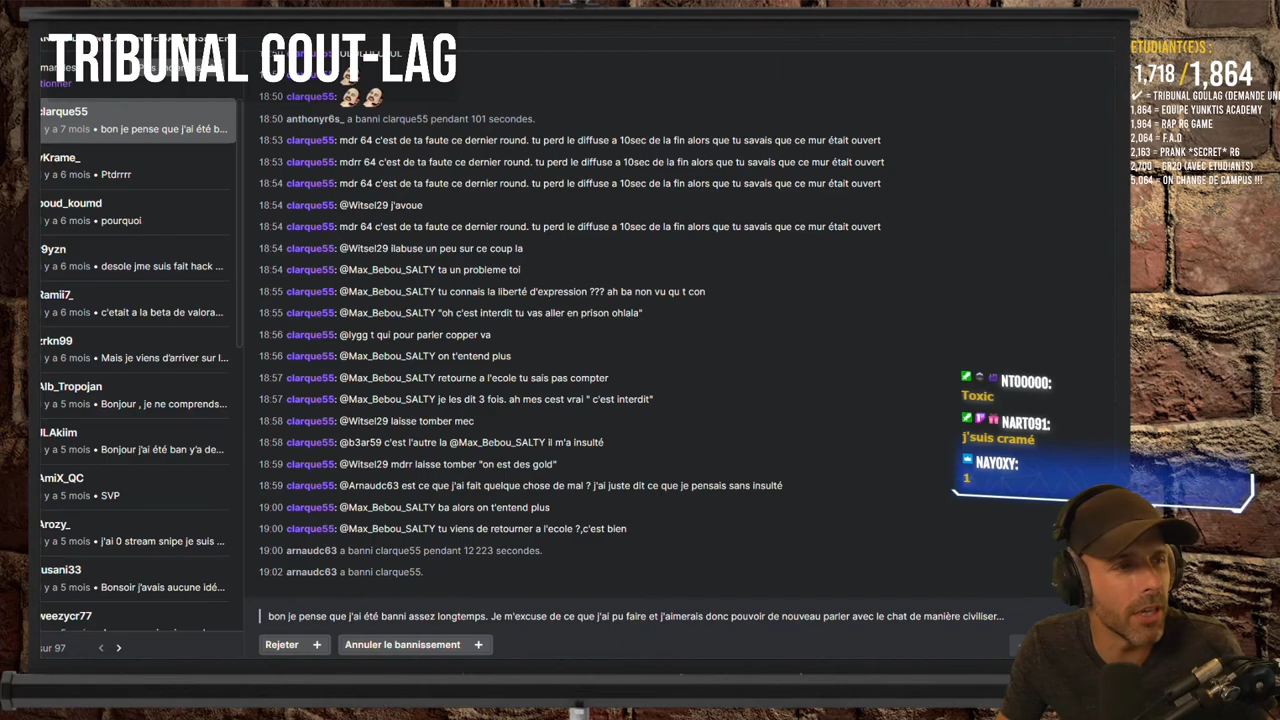 TRIBUNAL GOUT-LAG
tionner
clarque55
y a 7 mois • bon je pense que j'ai été b...
Krame_
y a 6 mois • Ptdrrrr
oud_koumd
y a 6 mois • pourquoi
9yzn
y a 6 mois • desole jme suis fait hack ...
Ramii7_
y a 6 mois • c'etait a la beta de valora...
zrkn99
y a 6 mois • Mais je viens d'arriver sur l...
Alb_Tropojan
y a 5 mois • Bonjour , je ne comprends...
JLAkiim
y a 5 mois • Bonjour j'ai été ban y'a de...
AmiX_QC
y a 5 mois • SVP
Arozy_
y a 5 mois • j'ai 0 stream snipe je suis ...
usani33
y a 5 mois • Bonsoir j'avais aucune idé...
weezycr77
sur 97
18:50 clarque55:
18:50 anthonyr6s_ a banni clarque55 pendant 101 secondes.
18:53 clarque55: mdr 64 c'est de ta faute ce dernier round. tu perd le diffuse a 10sec de la fin alors que tu savais que ce mur était ouvert
18:53 clarque55: mdrr 64 c'est de ta faute ce dernier round. tu perd le diffuse a 10sec de la fin alors que tu savais que ce mur était ouvert
18:54 clarque55: mdr 64 c'est de ta faute ce dernier round. tu perd le diffuse a 10sec de la fin alors que tu savais que ce mur était ouvert
18:54 clarque55: @Witsel29 j'avoue
18:54 clarque55: mdr 64 c'est de ta faute ce dernier round. tu perd le diffuse a 10sec de la fin alors que tu savais que ce mur était ouvert
18:54 clarque55: @Witsel29 ilabuse un peu sur ce coup la
18:54 clarque55: @Max_Bebou_SALTY ta un probleme toi
18:55 clarque55: @Max_Bebou_SALTY tu connais la liberté d'expression ??? ah ba non vu qu t con
18:55 clarque55: @Max_Bebou_SALTY "oh c'est interdit tu vas aller en prison ohlala"
18:56 clarque55: @lygg t qui pour parler copper va
18:56 clarque55: @Max_Bebou_SALTY on t'entend plus
18:57 clarque55: @Max_Bebou_SALTY retourne a l'ecole tu sais pas compter
18:57 clarque55: @Max_Bebou_SALTY je les dit 3 fois. ah mes cest vrai " c'est interdit"
18:58 clarque55: @Witsel29 laisse tomber mec
18:58 clarque55: @b3ar59 c'est l'autre la @Max_Bebou_SALTY il m'a insulté
18:59 clarque55: @Witsel29 mdrr laisse tomber "on est des gold"
18:59 clarque55: @Arnaudc63 est ce que j'ai fait quelque chose de mal ? j'ai juste dit ce que je pensais sans insulté
19:00 clarque55: @Max_Bebou_SALTY ba alors on t'entend plus
19:00 clarque55: @Max_Bebou_SALTY tu viens de retourner a l'ecole ?,c'est bien
19:00 arnaudc63 a banni clarque55 pendant 12 223 secondes.
19:02 arnaudc63 a banni clarque55.
bon je pense que j'ai été banni assez longtemps. Je m'excuse de ce que j'ai pu faire et j'aimerais donc pouvoir de nouveau parler avec le chat de manière civiliser...
Rejeter +
Annuler le bannissement +
ETUDIANT(E)S :
1,718 /1,864
✔ = TRIBUNAL GOULAG (DEMANDE UN
1,864 = EQUIPE YUNKTIS ACADEMY
1,964 = RAP R6 GAME
2,064 = F.A.D
2,163 = PRANK *SECRET* R6
2,700 = GR20 (AVEC ETUDIANTS)
5,064 = ON CHANGE DE CAMPUS !!!
NT00000:
Toxic
NART091:
j'suis cramé
NAYOXY:
1